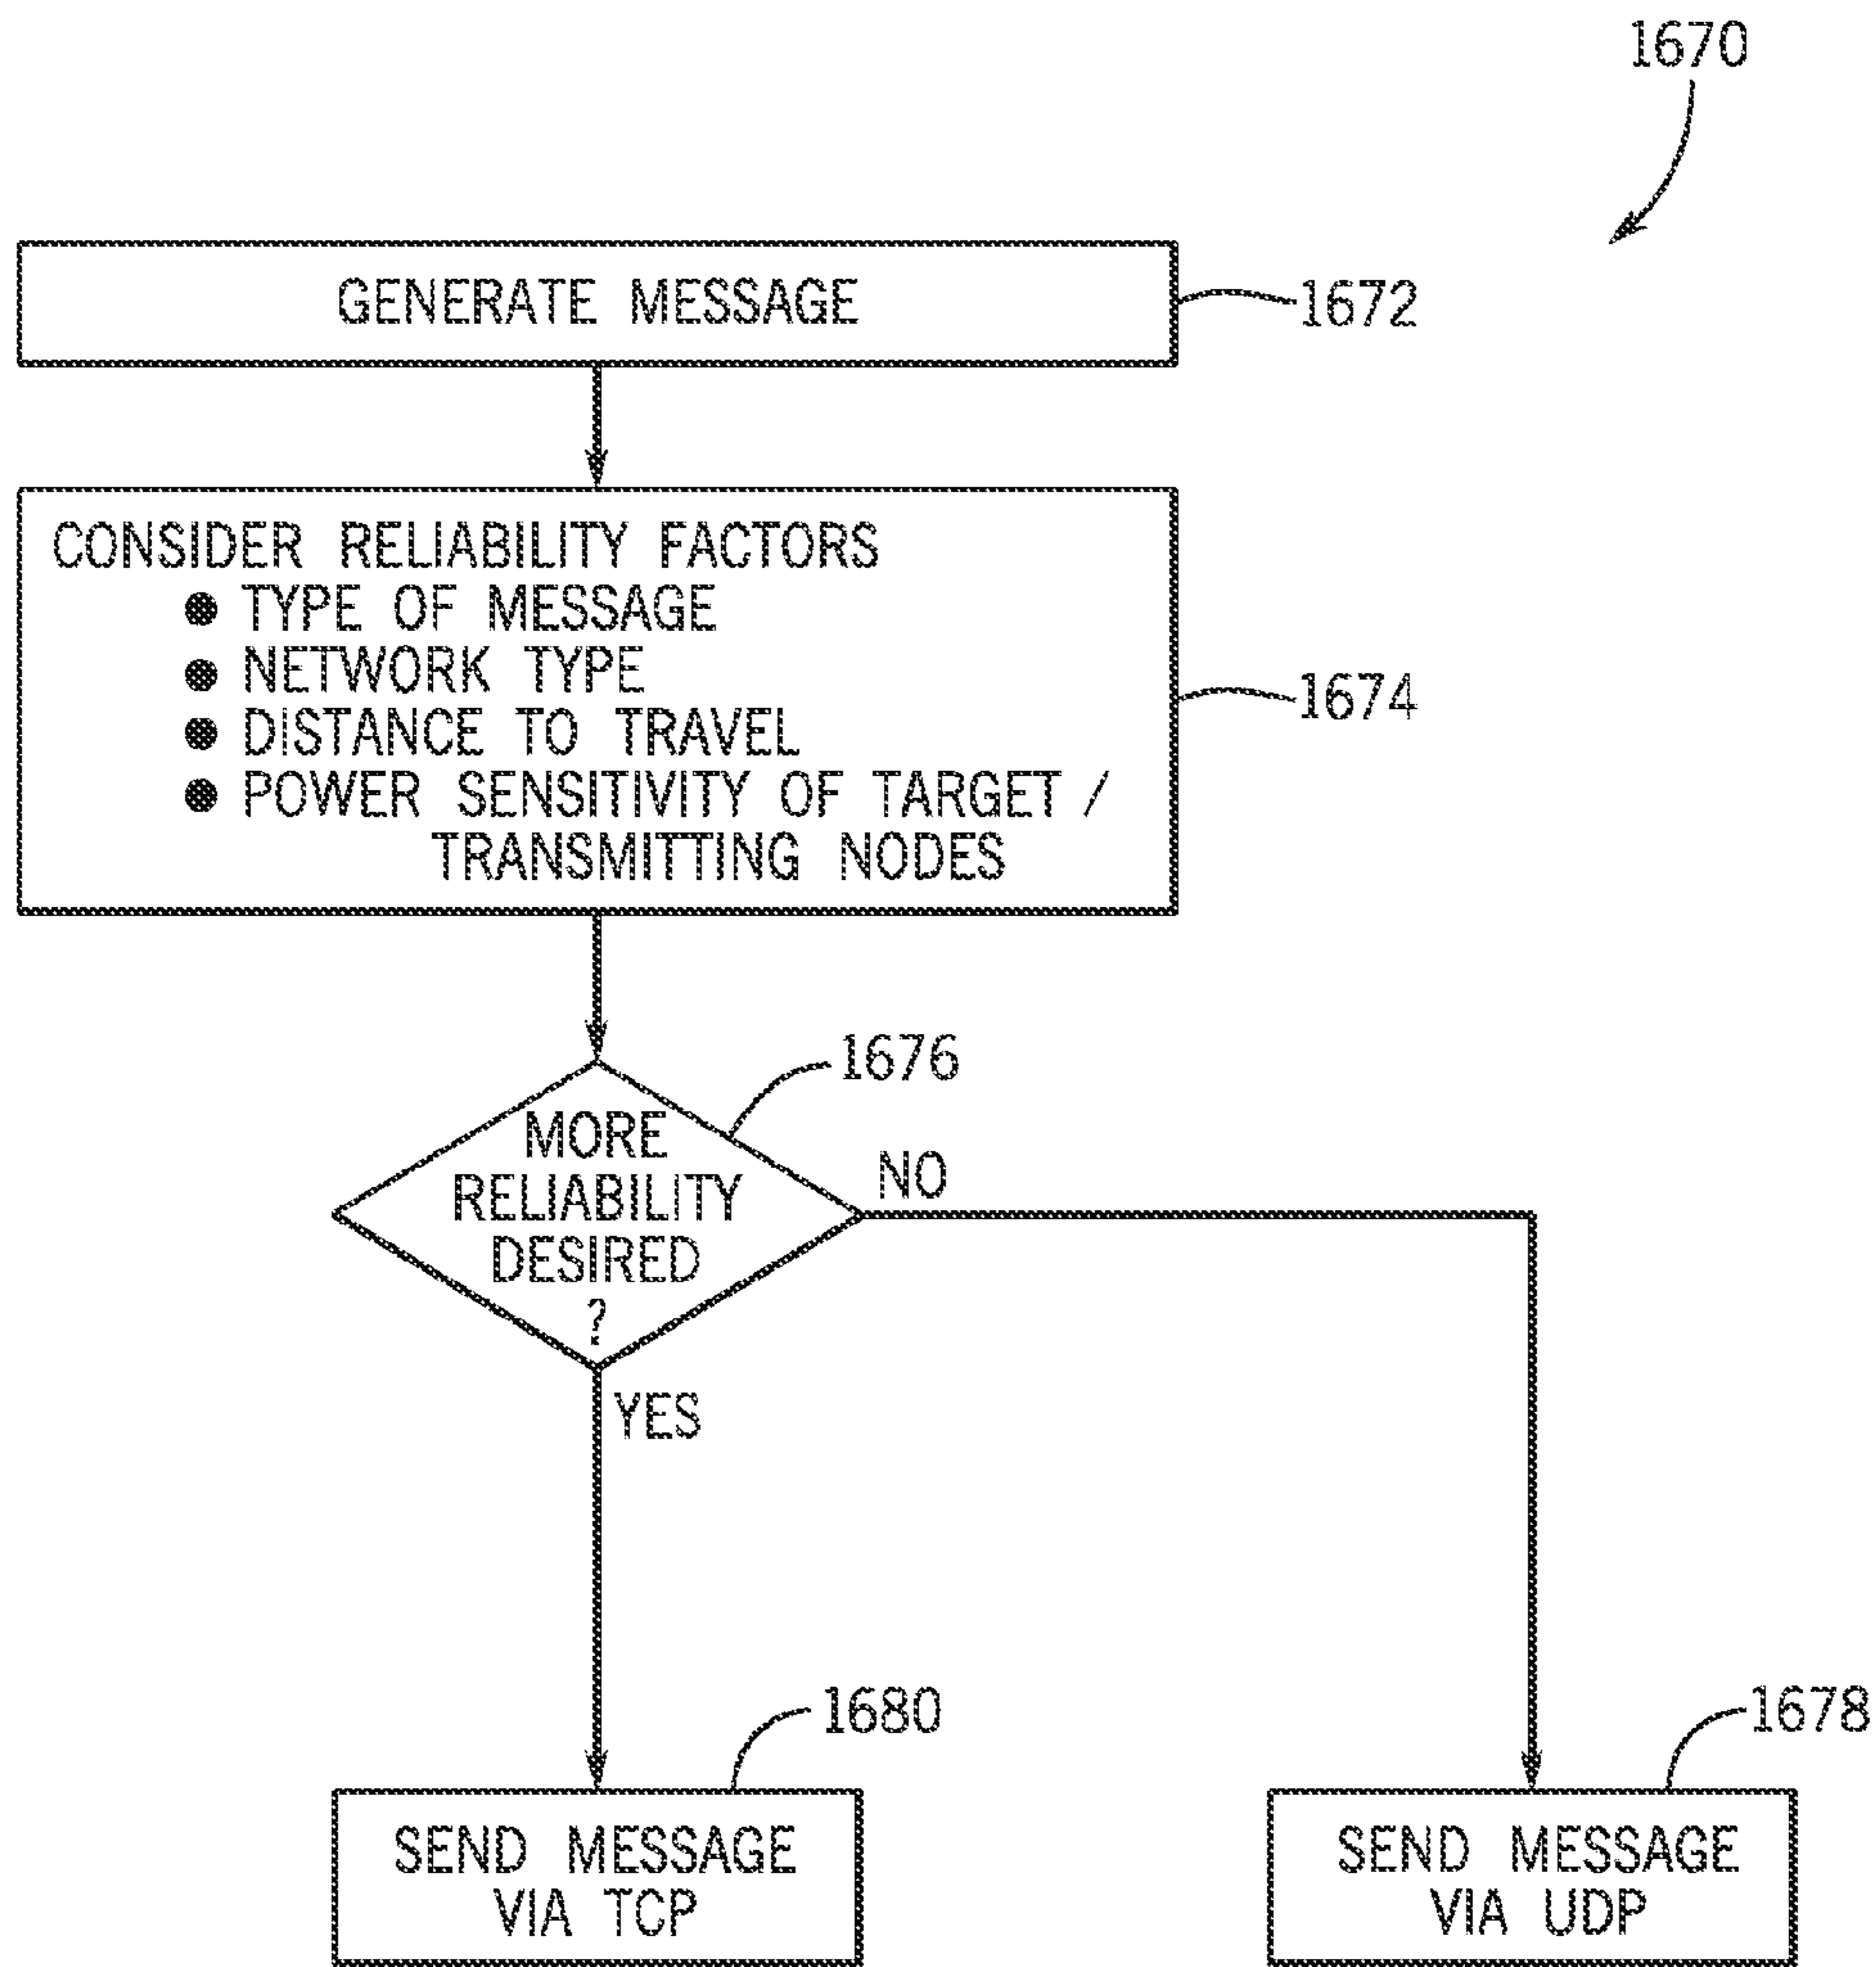 1670
GENERATE MESSAGE
1672
CONSIDER RELIABILITY FACTORS
● TYPE OF MESSAGE
● NETWORK TYPE
● DISTANCE TO TRAVEL
● POWER SENSITIVITY OF TARGET /
TRANSMITTING NODES
1674
1676
MORE
RELIABILITY
DESIRED
?
NO
YES
1680
SEND MESSAGE
VIA TCP
1678
SEND MESSAGE
VIA UDP